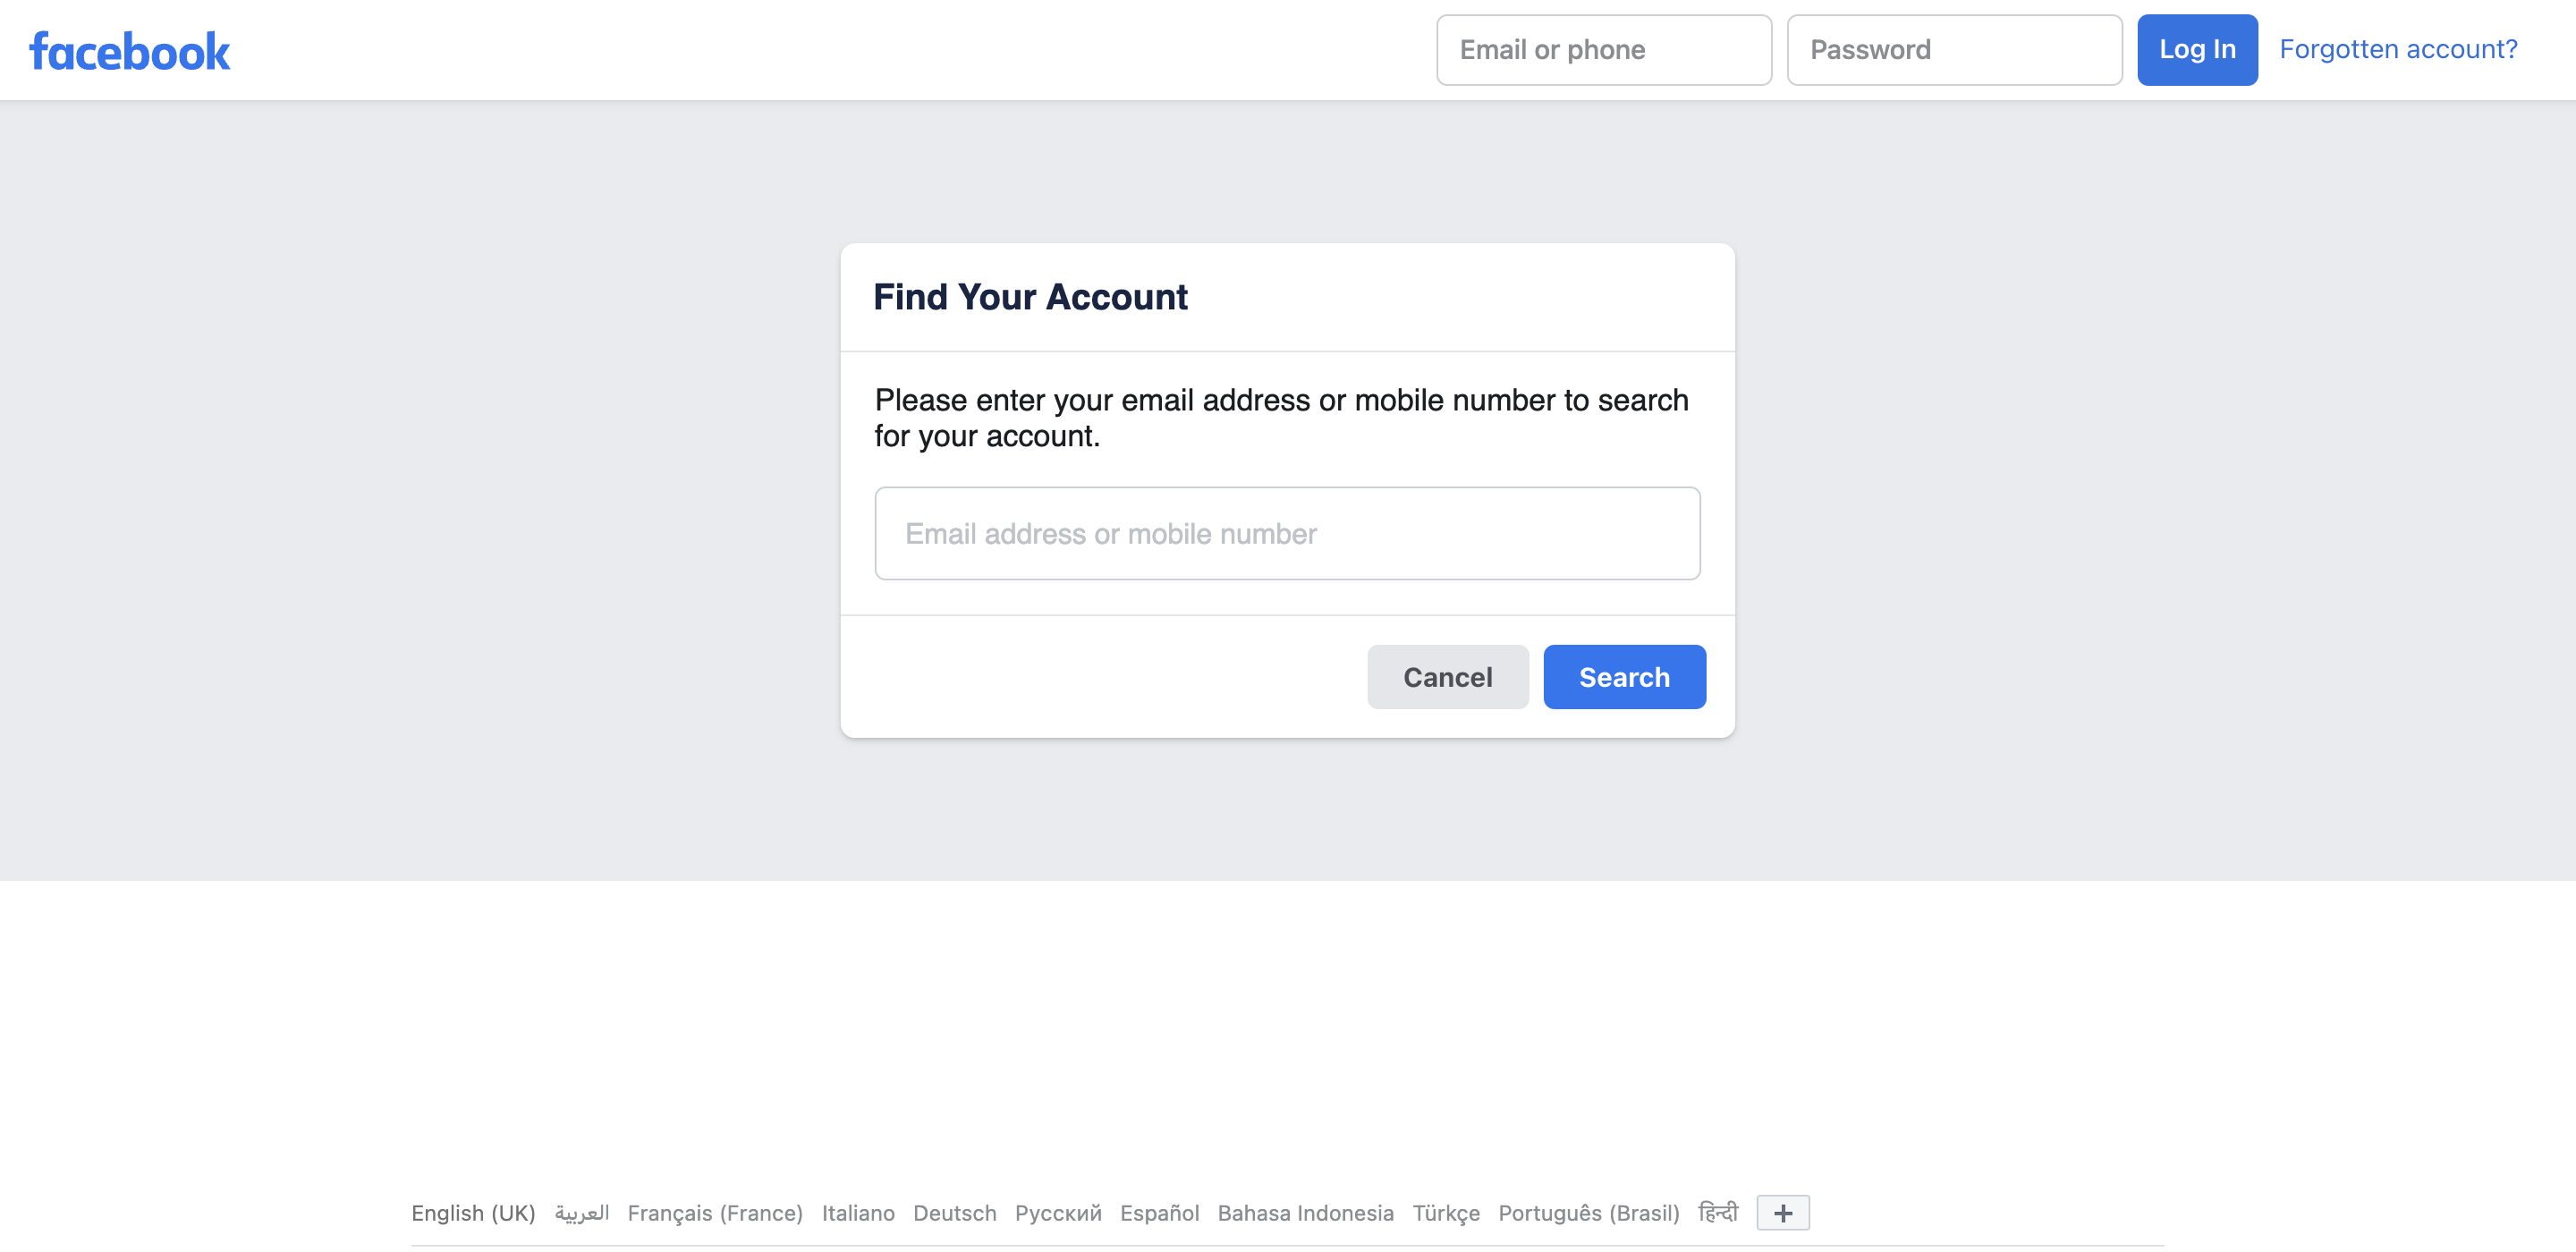 facebook
Email or phone
Password
Log In
Forgotten account?
Find Your Account
Please enter your email address or mobile number to search
for your account.
Email address or mobile number
Cancel
Search
English (UK) العربية Français (France) Italiano Deutsch Русский Español Bahasa Indonesia Türkçe Português (Brasil) हिन्दी +